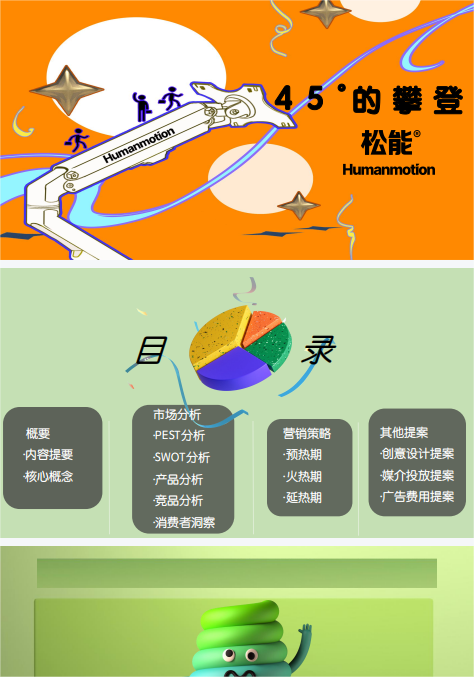 45°的攀登
松能®
Humanmotion
Humanmotion
目录
概要
·内容提要
·核心概念
市场分析
·PEST分析
·SWOT分析
·产品分析
·竞品分析
·消费者洞察
营销策略
·预热期
·火热期
·延热期
其他提案
·创意设计提案
·媒介投放提案
·广告费用提案